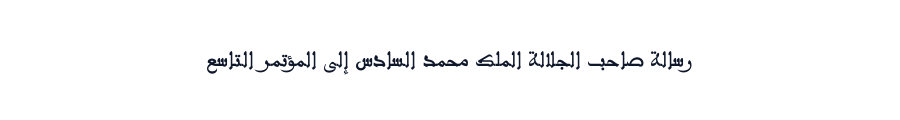 رسالة صاحب الجلالة الملك محمد السادس إلى المؤتمر التاسع